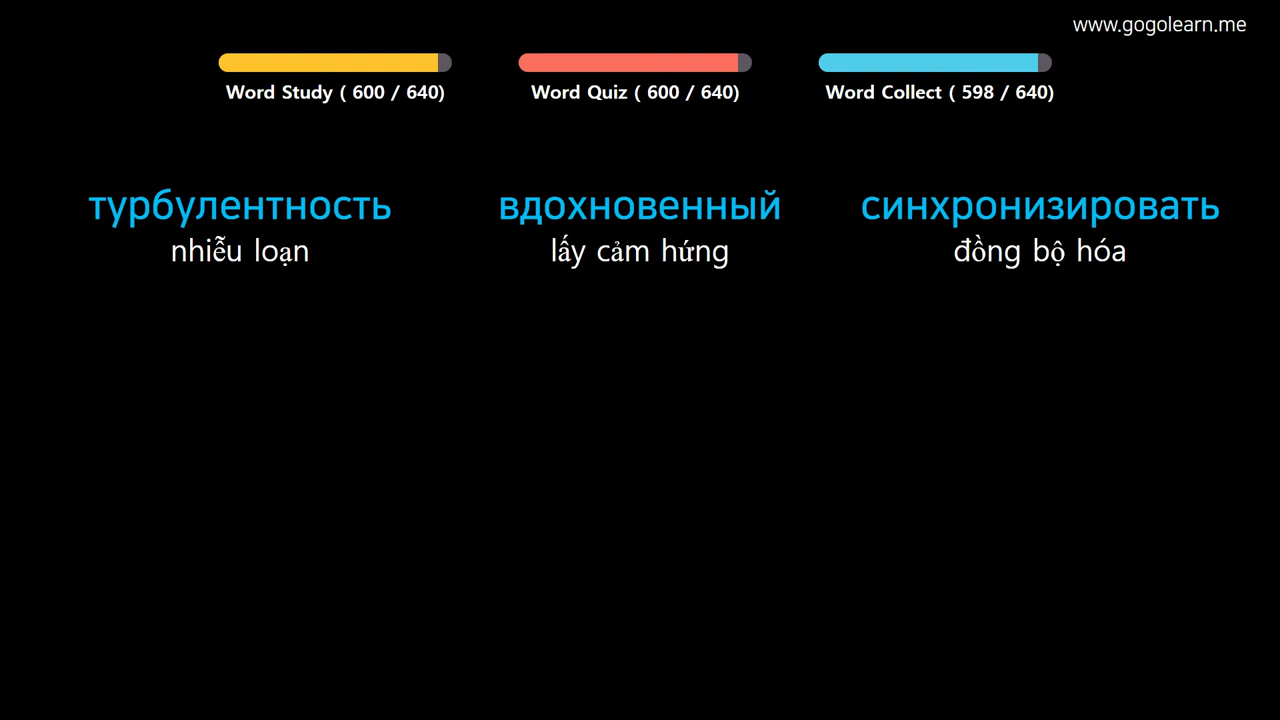 www.gogolearn.me
Word Study ( 600 / 640)
Word Quiz ( 600 / 640)
Word Collect ( 598 / 640)
турбулентность
nhiễu loạn
вдохновенный
lấy cảm hứng
синхронизировать
đồng bộ hóa